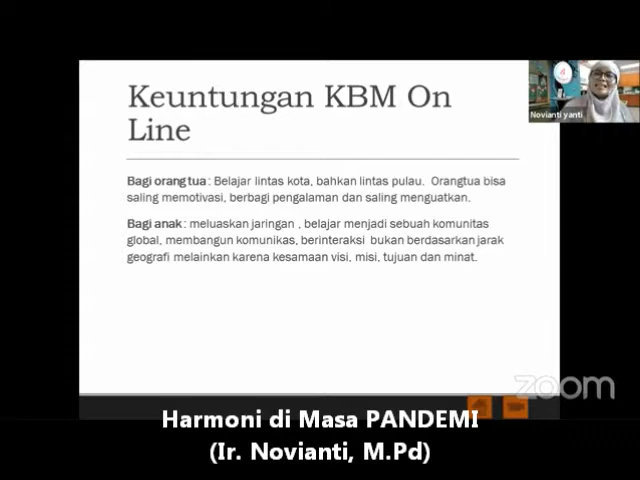 Keuntungan KBM On
Line
Bagi orang tua : Belajar lintas kota, bahkan lintas pulau. Orangtua bisa
saling memotivasi, berbagi pengalaman dan saling menguatkan.
Bagi anak : meluaskan jaringan , belajar menjadi sebuah komunitas
global, membangun komunikas, berinteraksi bukan berdasarkan jarak
geografi melainkan karena kesamaan visi, misi, tujuan dan minat.
Novianti yanti
zoom
Harmoni di Masa PANDEMI
(Ir. Novianti, M.Pd)